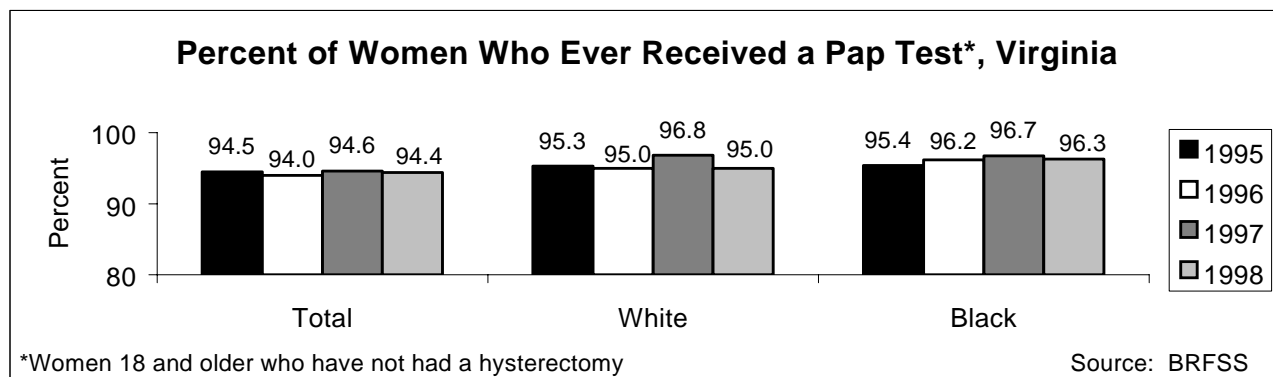 Percent of Women Who Ever Received a Pap Test*, Virginia
Percent
100
90
80
94.5 94.0 94.6 94.4
95.3 95.0 96.8 95.0
95.4 96.2 96.7 96.3
Total White Black
1995
1996
1997
1998
*Women 18 and older who have not had a hysterectomy
Source: BRFSS